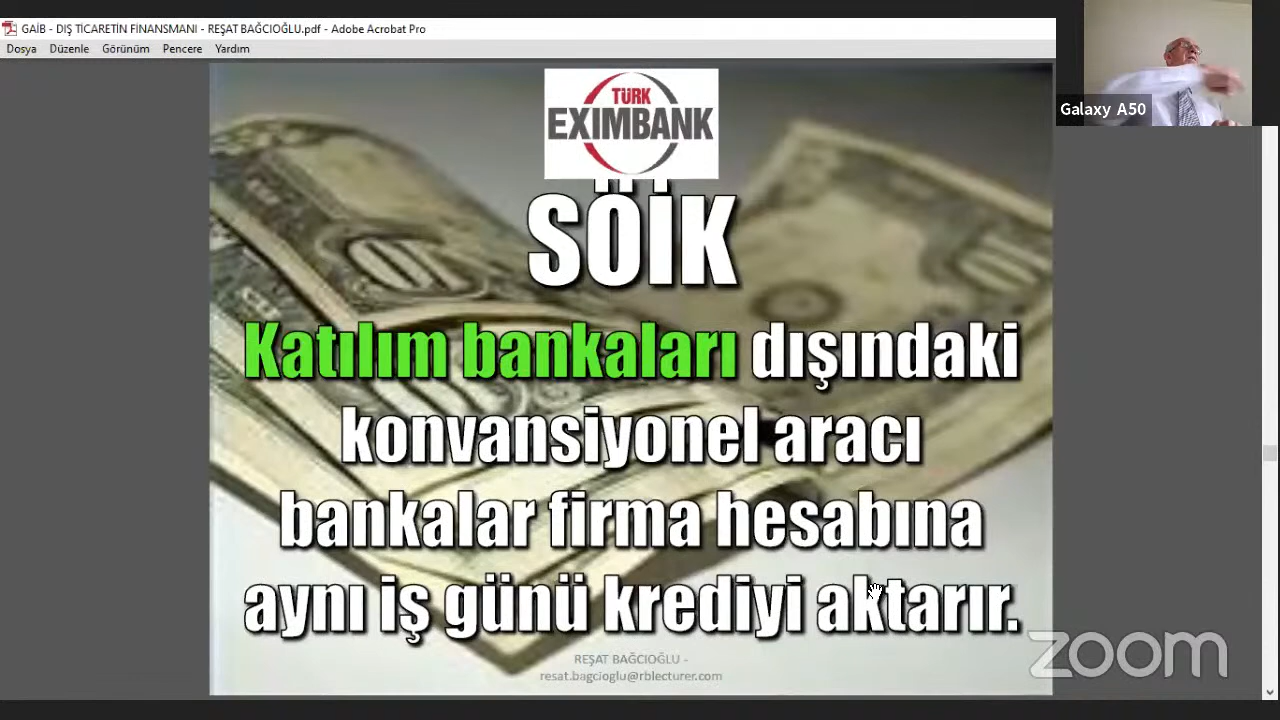 GAİB - DIŞ TİCARETİN FİNANSMANI - REŞAT BAĞCIOĞLU.pdf - Adobe Acrobat Pro
Dosya Düzenle Görünüm Pencere Yardım
Galaxy A50
TÜRK
EXIMBANK
SÖİK
Katılım bankaları dışındaki
konvansiyonel aracı
bankalar firma hesabına
aynı iş günü krediyi aktarır.
REŞAT BAĞCIOĞLU -
resat.bagcioglu@rblecturer.com
zoom